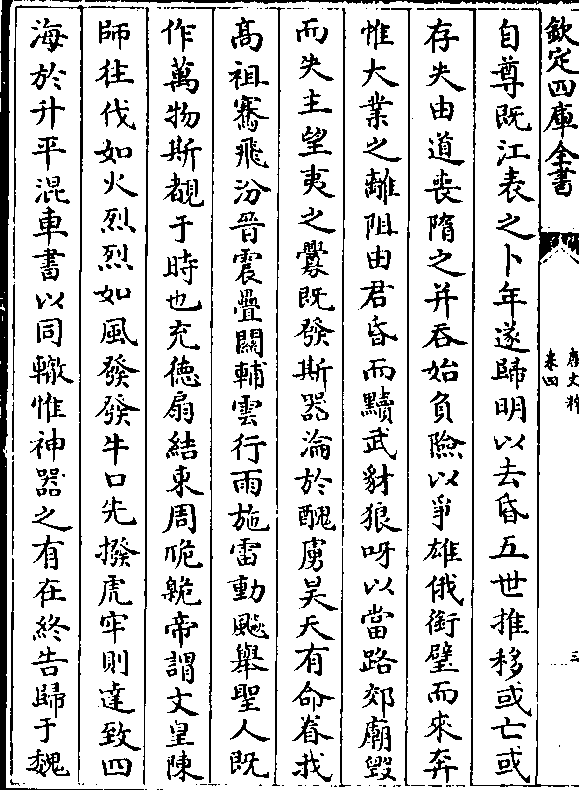 欽定四庫全書
唐文粹
卷四
三
自尊既江表之卜年遂歸明以去昏五世推移或亡或
存失由道喪隋之并吞始負險以爭雄俄銜璧而來奔
惟大業之離阻由君昏而黷武豺狼呀以當路郊廟毀
而失主望夷之釁既發斯器淪於醜虜昊天有命眷我
髙祖騫飛汾晉震疊關輔雲行雨施雷動飈舉聖人既
作萬物斯覩于時也充徳扇結東周阢臲帝謂文皇陳
師往伐如火烈烈如風發發牛口先撥虎牢則達致四
海於升平混車書以同轍惟神器之有在終告歸于魏